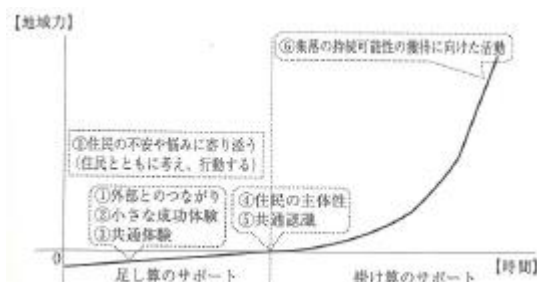 【地域力】
⑥集落の持続可能性の獲得に向けた活動
住民の不安や悩みに寄り添う
(住民とともに考え、行動する)
①外部とのつながり
②小さな成功体験
③共通体験
④住民の主体性
⑤共通認識
0
足し算のサポート
掛け算のサポート
【時間】